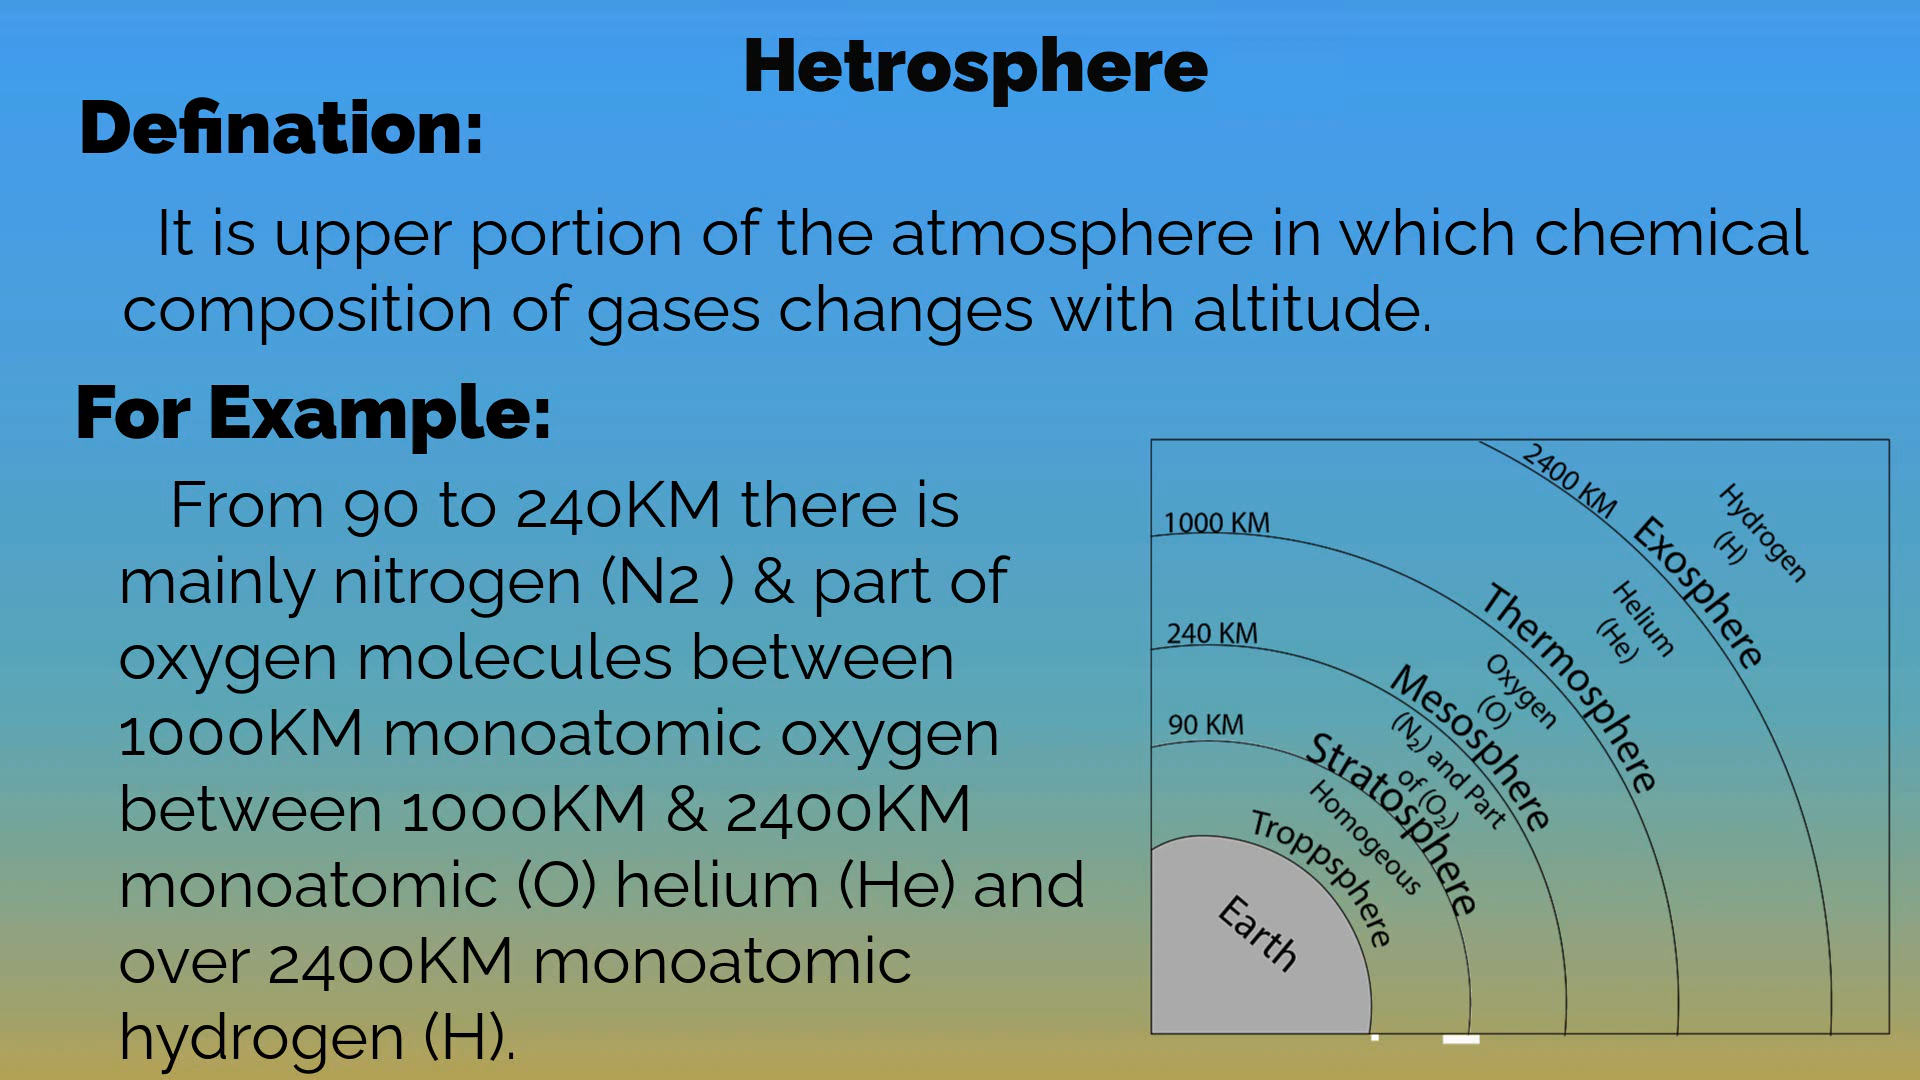 Hetrosphere
Defination:
It is upper portion of the atmosphere in which chemical
composition of gases changes with altitude.
For Example:
From 90 to 240KM there is
mainly nitrogen (N2 ) & part of
oxygen molecules between
1000KM monoatomic oxygen
between 1000KM & 2400KM
monoatomic (O) helium (He) and
over 2400KM monoatomic
hydrogen (H).
2400 KM
Hydrogen
(H)
Exosphere
1000 KM
Helium
(He)
Thermosphere
240 KM
Oxygen
(O)
Mesosphere
90 KM
(N₂) and Part
of (O₂)
Stratosphere
Homogeous
Troppsphere
Earth